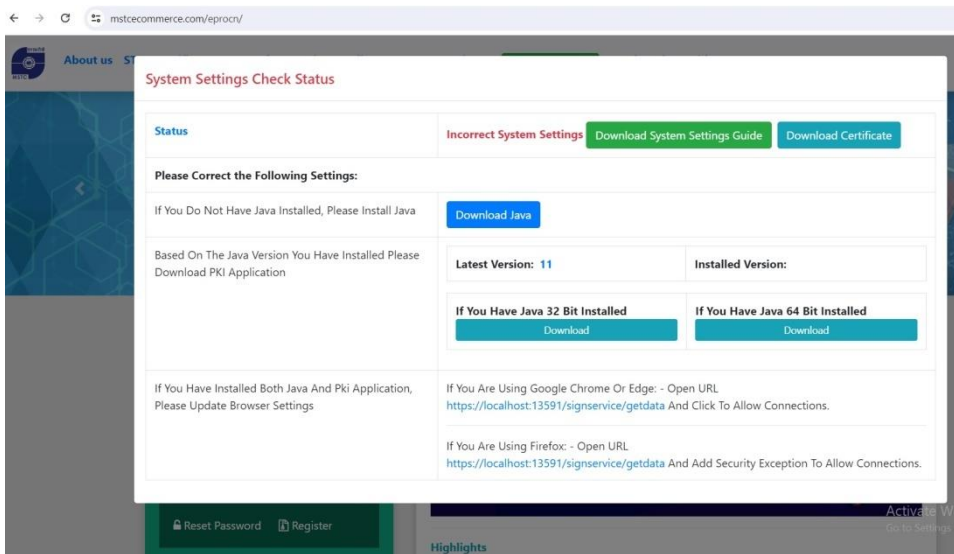 mstcecommerce.com/eprocn/
MSTC
About us
System Settings Check Status
Status
Incorrect System Settings
Download System Settings Guide
Download Certificate
Please Correct the Following Settings:
If You Do Not Have Java Installed, Please Install Java
Download Java
Based On The Java Version You Have Installed Please
Download PKI Application
Latest Version: 11
Installed Version:
If You Have Java 32 Bit Installed
Download
If You Have Java 64 Bit Installed
Download
If You Have Installed Both Java And Pki Application,
Please Update Browser Settings
If You Are Using Google Chrome Or Edge: - Open URL
https://localhost:13591/signservice/getdata And Click To Allow Connections.
If You Are Using Firefox: - Open URL
https://localhost:13591/signservice/getdata And Add Security Exception To Allow Connections.
Reset Password
Register
Highlights
Activate W
Go to Settings